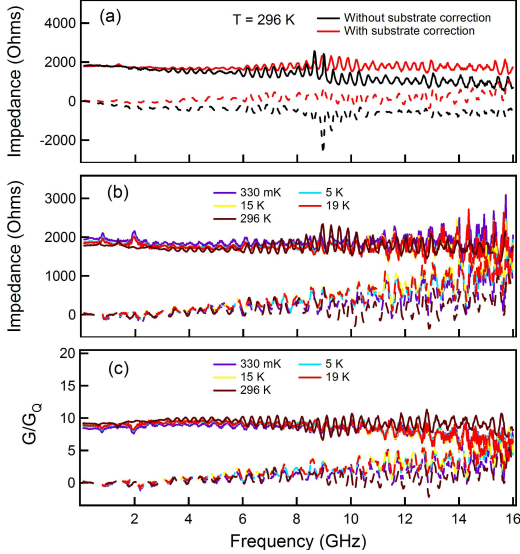 (a)
T = 296 K
Without substrate correction
With substrate correction
Impedance (Ohms)
4000
2000
0
-2000
(b)
330 mK
5 K
15 K
19 K
296 K
Impedance (Ohms)
3000
2000
1000
0
(c)
330 mK
5 K
15 K
19 K
296 K
G/GQ
20
15
10
5
0
2 4 6 8 10 12 14 16
Frequency (GHz)